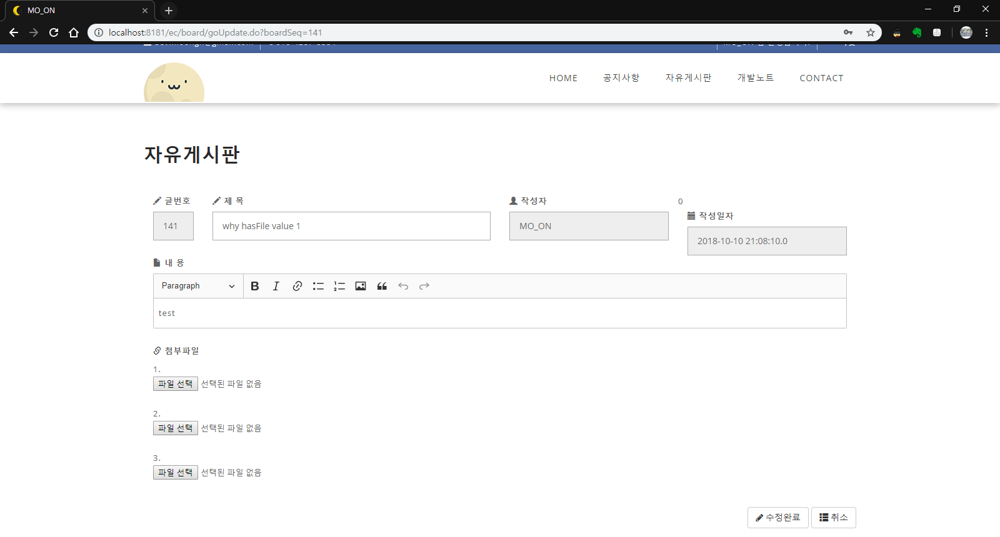 MO_ON
localhost:8181/ec/board/goUpdate.do?boardSeq=141
HOME 공지사항 자유게시판 개발노트 CONTACT
자유게시판
글번호 제 목 작성자 0
작성일자
141 why hasFile value 1 MO_ON
2018-10-10 21:08:10.0
내 용
Paragraph B I
test
첨부파일
1.
파일 선택 선택된 파일 없음
2.
파일 선택 선택된 파일 없음
3.
파일 선택 선택된 파일 없음
수정완료 취소